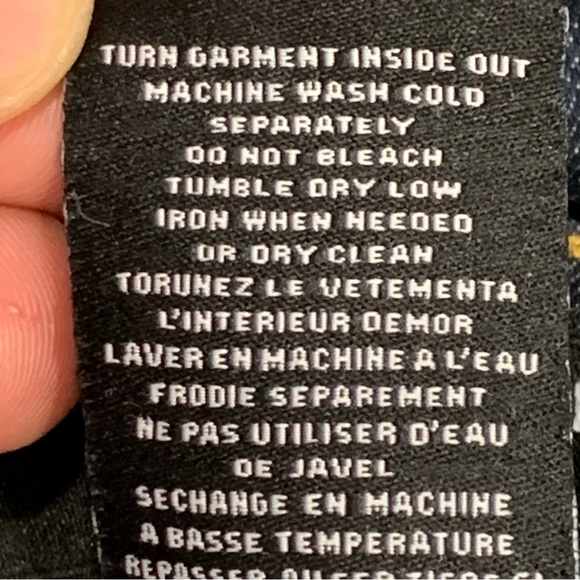 TURN GARMENT INSIDE OUT
MACHINE WASH COLD
SEPARATELY
DO NOT BLEACH
TUMBLE DRY LOW
IRON WHEN NEEDED
OR DRY CLEAN
TORUNEZ LE VETEMENTA
L'INTERIEUR DEMOR
LAVER EN MACHINE A L'EAU
FRODIE SEPAREMENT
NE PAS UTILISER D'EAU
DE JAVEL
SECHANGE EN MACHINE
A BASSE TEMPERATURE
REPASSER